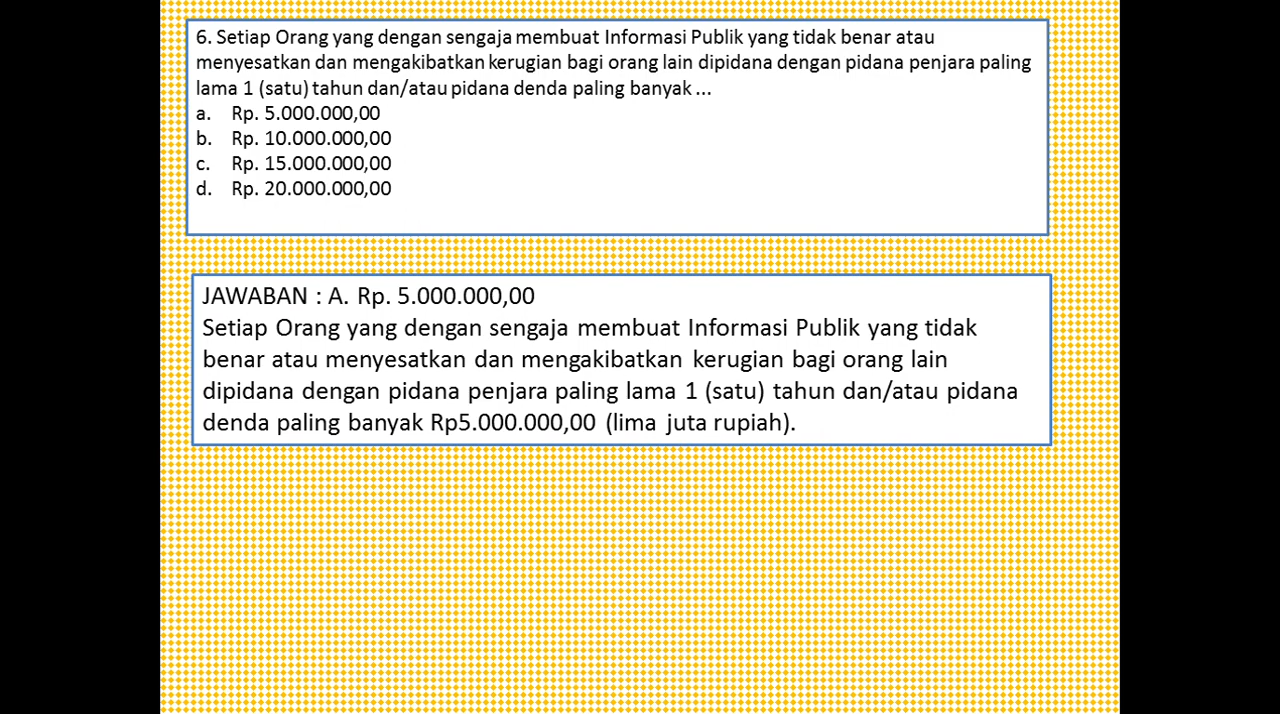 6. Setiap Orang yang dengan sengaja membuat Informasi Publik yang tidak benar atau
menyesatkan dan mengakibatkan kerugian bagi orang lain dipidana dengan pidana penjara paling
lama 1 (satu) tahun dan/atau pidana denda paling banyak ...
a. Rp. 5.000.000,00
b. Rp. 10.000.000,00
c. Rp. 15.000.000,00
d. Rp. 20.000.000,00
JAWABAN : A. Rp. 5.000.000,00
Setiap Orang yang dengan sengaja membuat Informasi Publik yang tidak
benar atau menyesatkan dan mengakibatkan kerugian bagi orang lain
dipidana dengan pidana penjara paling lama 1 (satu) tahun dan/atau pidana
denda paling banyak Rp5.000.000,00 (lima juta rupiah).